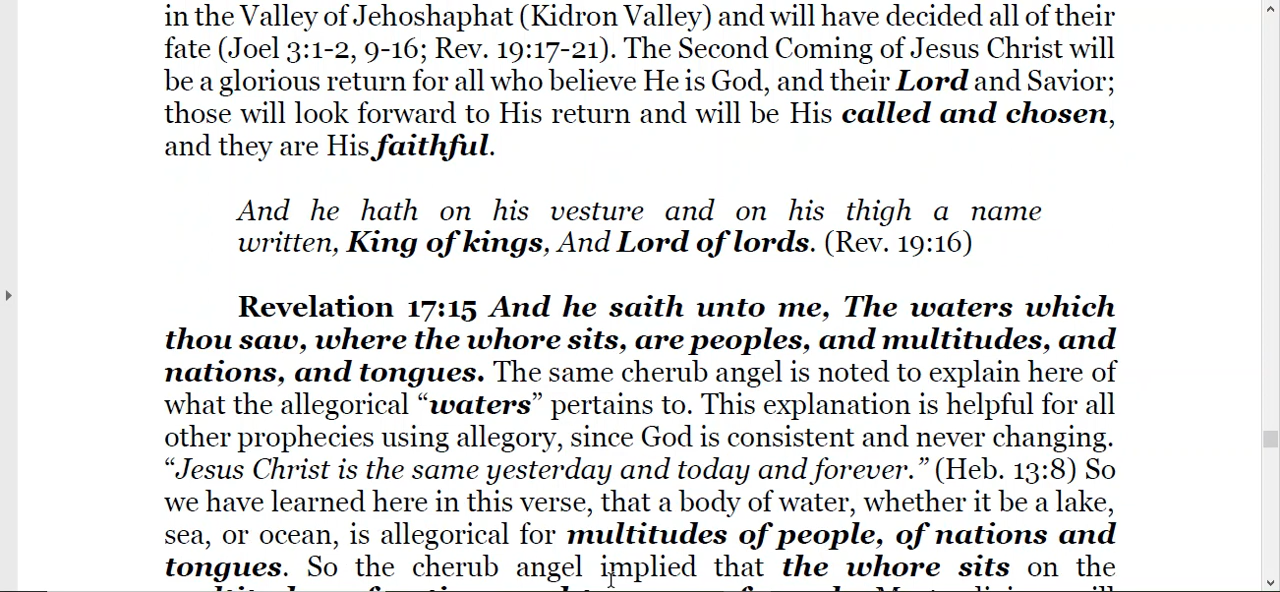 in the Valley of Jehoshaphat (Kidron Valley) and will have decided all of their
fate (Joel 3:1-2, 9-16; Rev. 19:17-21). The Second Coming of Jesus Christ will
be a glorious return for all who believe He is God, and their Lord and Savior;
those will look forward to His return and will be His called and chosen,
and they are His faithful.
And he hath on his vesture and on his thigh a name
written, King of kings, And Lord of lords. (Rev. 19:16)
Revelation 17:15 And he saith unto me, The waters which
thou saw, where the whore sits, are peoples, and multitudes, and
nations, and tongues. The same cherub angel is noted to explain here of
what the allegorical “waters” pertains to. This explanation is helpful for all
other prophecies using allegory, since God is consistent and never changing.
“Jesus Christ is the same yesterday and today and forever.” (Heb. 13:8) So
we have learned here in this verse, that a body of water, whether it be a lake,
sea, or ocean, is allegorical for multitudes of people, of nations and
tongues. So the cherub angel implied that the whore sits on the